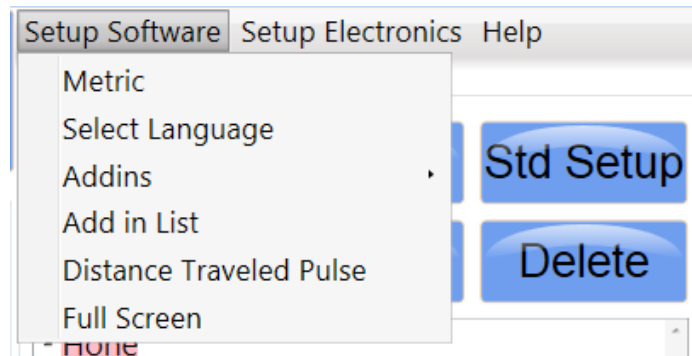 Setup Software Setup Electronics Help
Metric
Select Language
Addins
Std Setup
Add in List
Distance Traveled Pulse
Delete
Full Screen